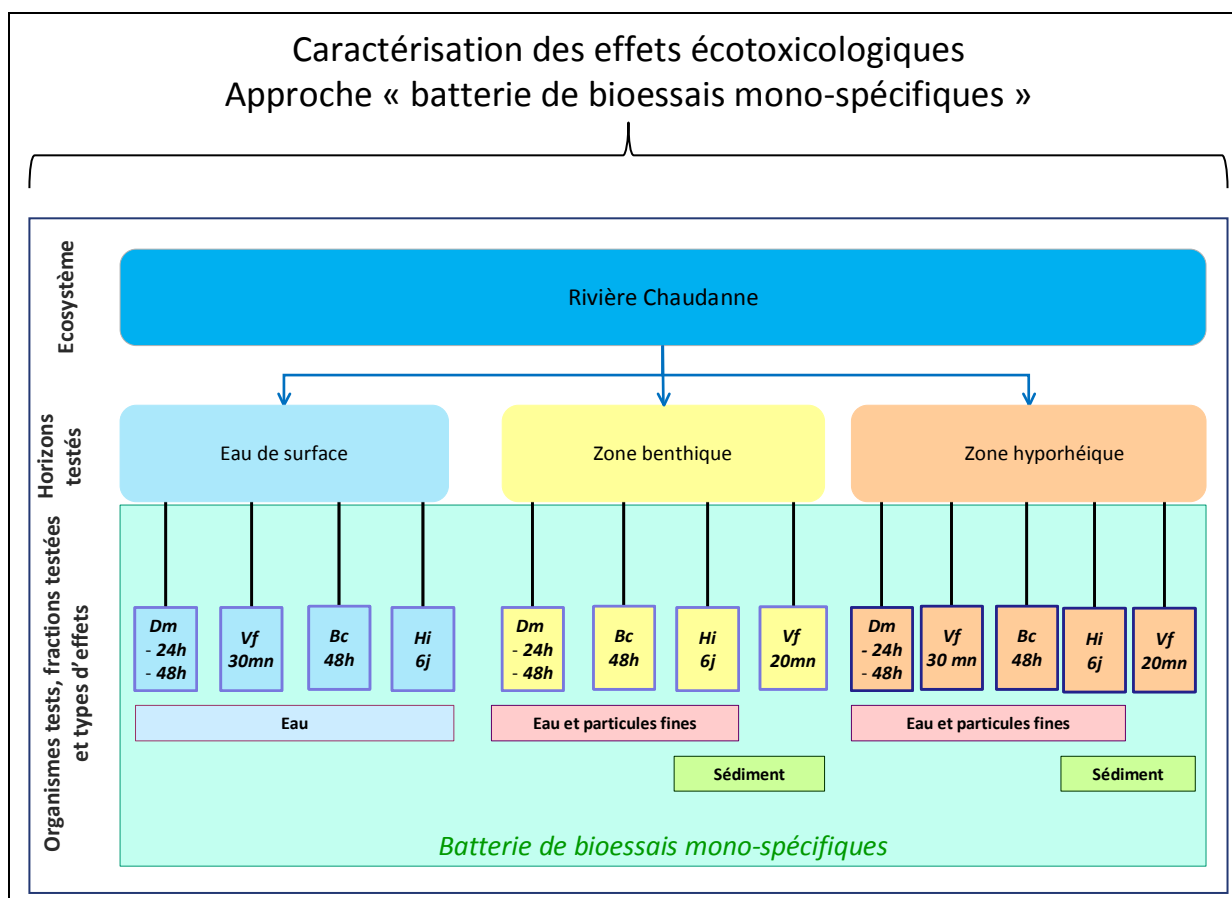 Caractérisation des effets écotoxicologiques
Approche « batterie de bioessais mono-spécifiques »
Ecosystème
Rivière Chaudanne
Horizons
testés
Eau de surface
Zone benthique
Zone hyporhéique
Organismes tests, fractions testées
et types d'effets
Dm
- 24h
- 48h
Vf
30mn
Bc
48h
Hi
6j
Dm
- 24h
- 48h
Bc
48h
Hi
6j
Vf
20mn
Dm
- 24h
- 48h
Vf
30 mn
Bc
48h
Hi
6j
Vf
20mn
Eau
Eau et particules fines
Eau et particules fines
Sédiment
Sédiment
Batterie de bioessais mono-spécifiques